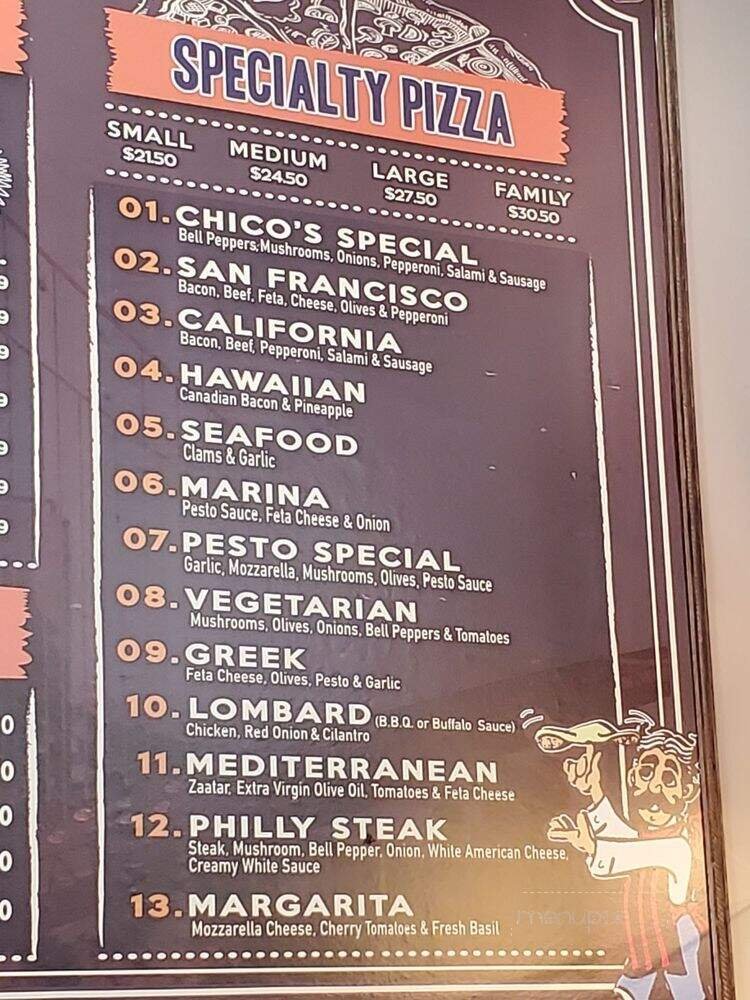 SPECIALTY PIZZA
SMALL MEDIUM LARGE FAMILY
$21.50 $24.50 $27.50 $30.50
01. CHICO'S SPECIAL
Bell Peppers, Mushrooms, Onions, Pepperoni, Salami & Sausage
02. SAN FRANCISCO
Bacon, Beef, Feta, Cheese, Olives & Pepperoni
03. CALIFORNIA
Bacon, Beef, Pepperoni, Salami & Sausage
04. HAWAIIAN
Canadian Bacon & Pineapple
05. SEAFOOD
Clams & Garlic
06. MARINA
Pesto Sauce, Feta Cheese & Onion
07. PESTO SPECIAL
Garlic, Mozzarella, Mushrooms, Olives, Pesto Sauce
08. VEGETARIAN
Mushrooms, Olives, Onions, Bell Peppers & Tomatoes
09. GREEK
Feta Cheese, Olives, Pesto & Garlic
10. LOMBARD (B.B.Q. or Buffalo Sauce)
Chicken, Red Onion & Cilantro
11. MEDITERRANEAN
Zaatar, Extra Virgin Olive Oil, Tomatoes & Feta Cheese
12. PHILLY STEAK
Steak, Mushroom, Bell Pepper, Onion, White American Cheese,
Creamy White Sauce
13. MARGARITA
Mozzarella Cheese, Cherry Tomatoes & Fresh Basil